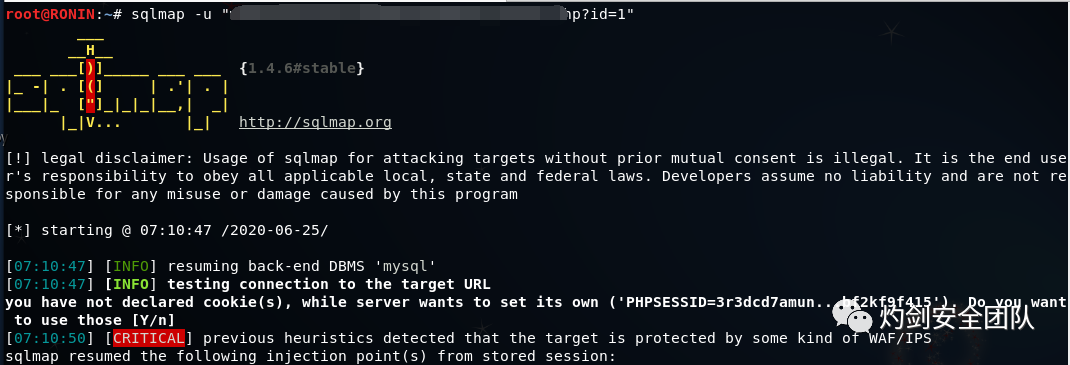 root@RONIN:~# sqlmap -u "hp?id=1"
        ___
       __H__
 ___ ___[)]_____ ___ ___  {1.4.6#stable}
|_ -| . [(]     | .'| . |
|___|_  ["]_|_|_|__,|  _|
      |_|V...       |_|   http://sqlmap.org
[!] legal disclaimer: Usage of sqlmap for attacking targets without prior mutual consent is illegal. It is the end use
r's responsibility to obey all applicable local, state and federal laws. Developers assume no liability and are not re
sponsible for any misuse or damage caused by this program
[*] starting @ 07:10:47 /2020-06-25/
[07:10:47] [INFO] resuming back-end DBMS 'mysql'
[07:10:47] [INFO] testing connection to the target URL
you have not declared cookie(s), while server wants to set its own ('PHPSESSID=3r3dcd7amun...bf2kf9f415'). Do you want
 to use those [Y/n]
[07:10:50] [CRITICAL] previous heuristics detected that the target is protected by some kind of WAF/IPS
sqlmap resumed the following injection point(s) from stored session:
灼剑安全团队